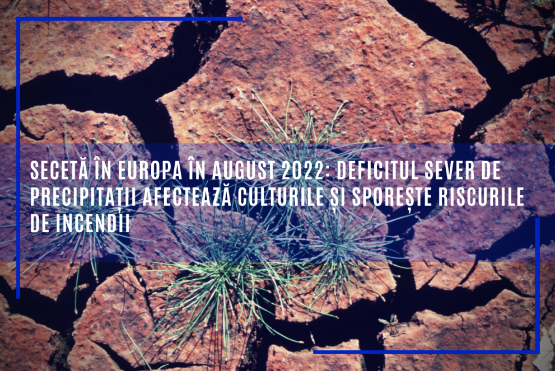 SECETĂ ÎN EUROPA ÎN AUGUST 2022: DEFICITUL SEVER DE
PRECIPITAȚII AFECTEAZĂ CULTURILE ȘI SPOREȘTE RISCURILE
DE INCENDII